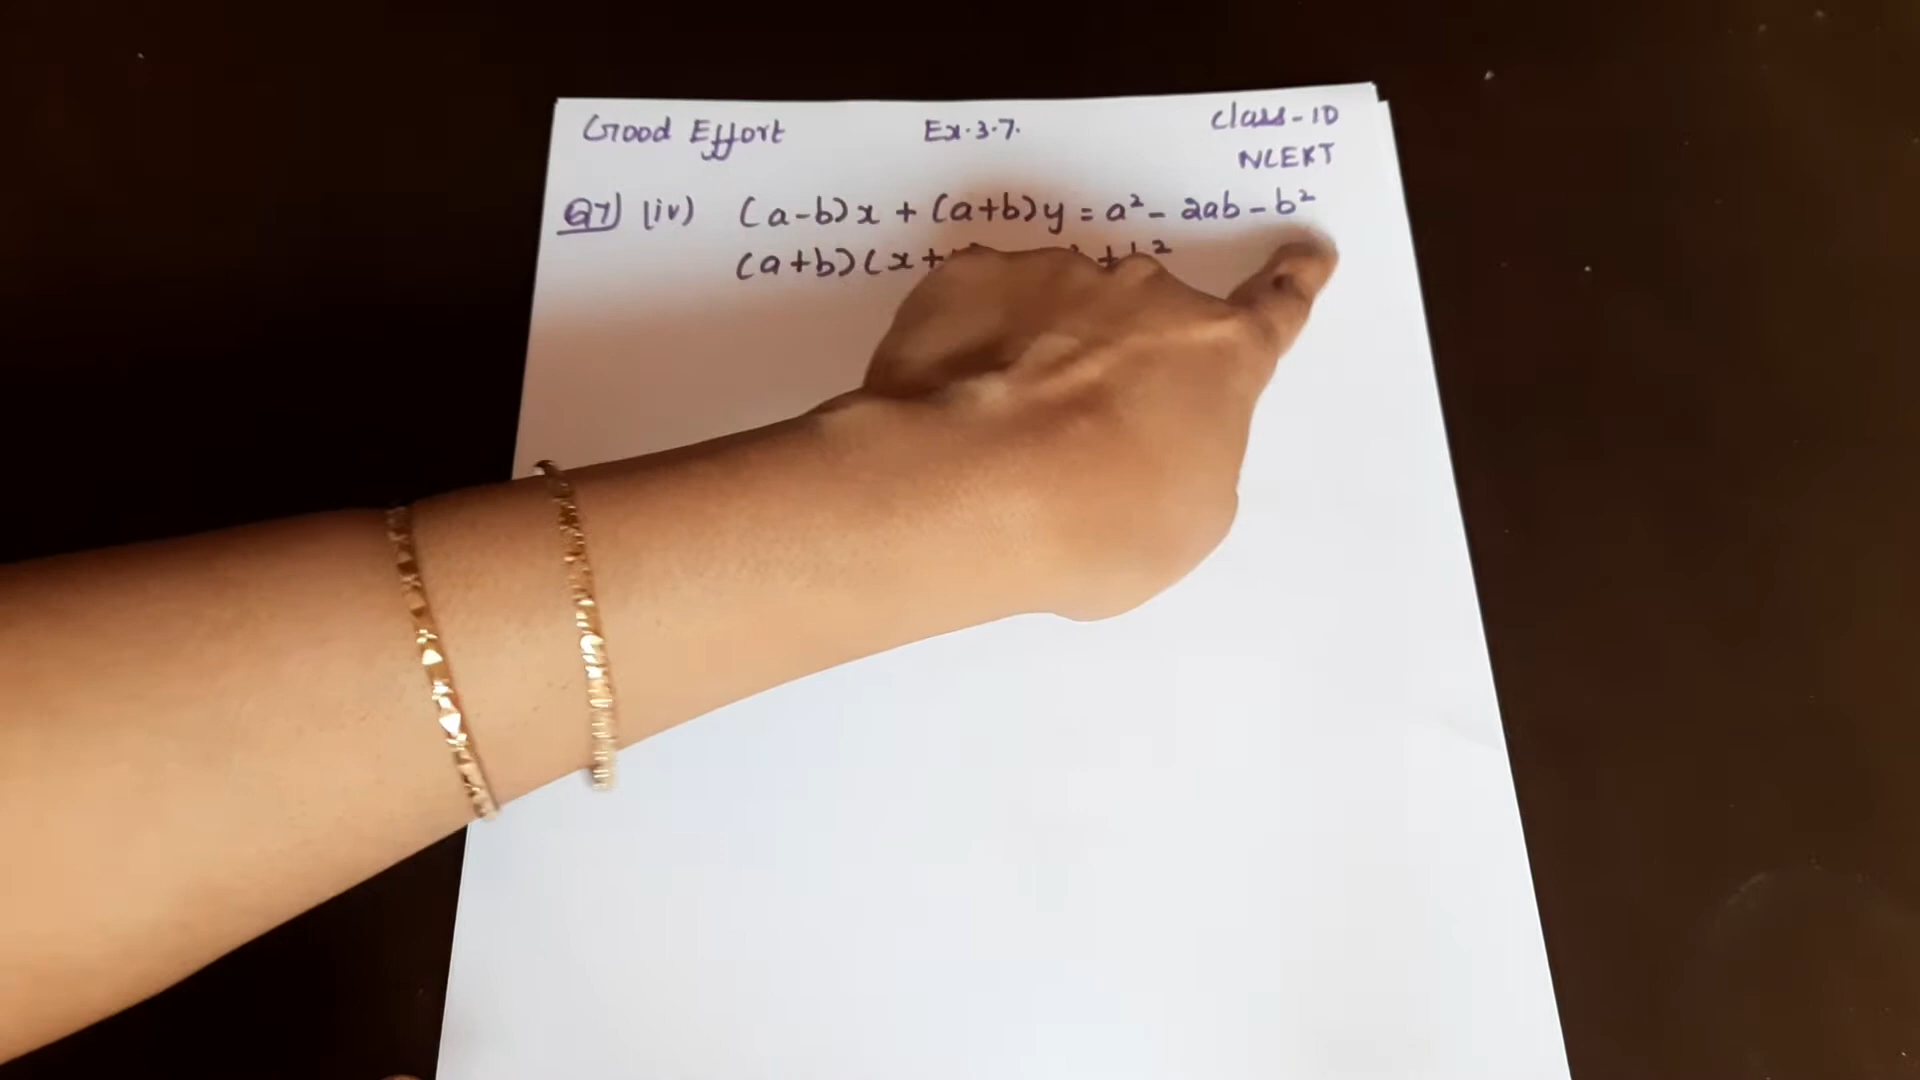 Good Effort Ex.3.7. Class-10
NCERT
Q7) (iv) (a-b)x + (a+b)y = a² - 2ab - b²
(a+b)(x+